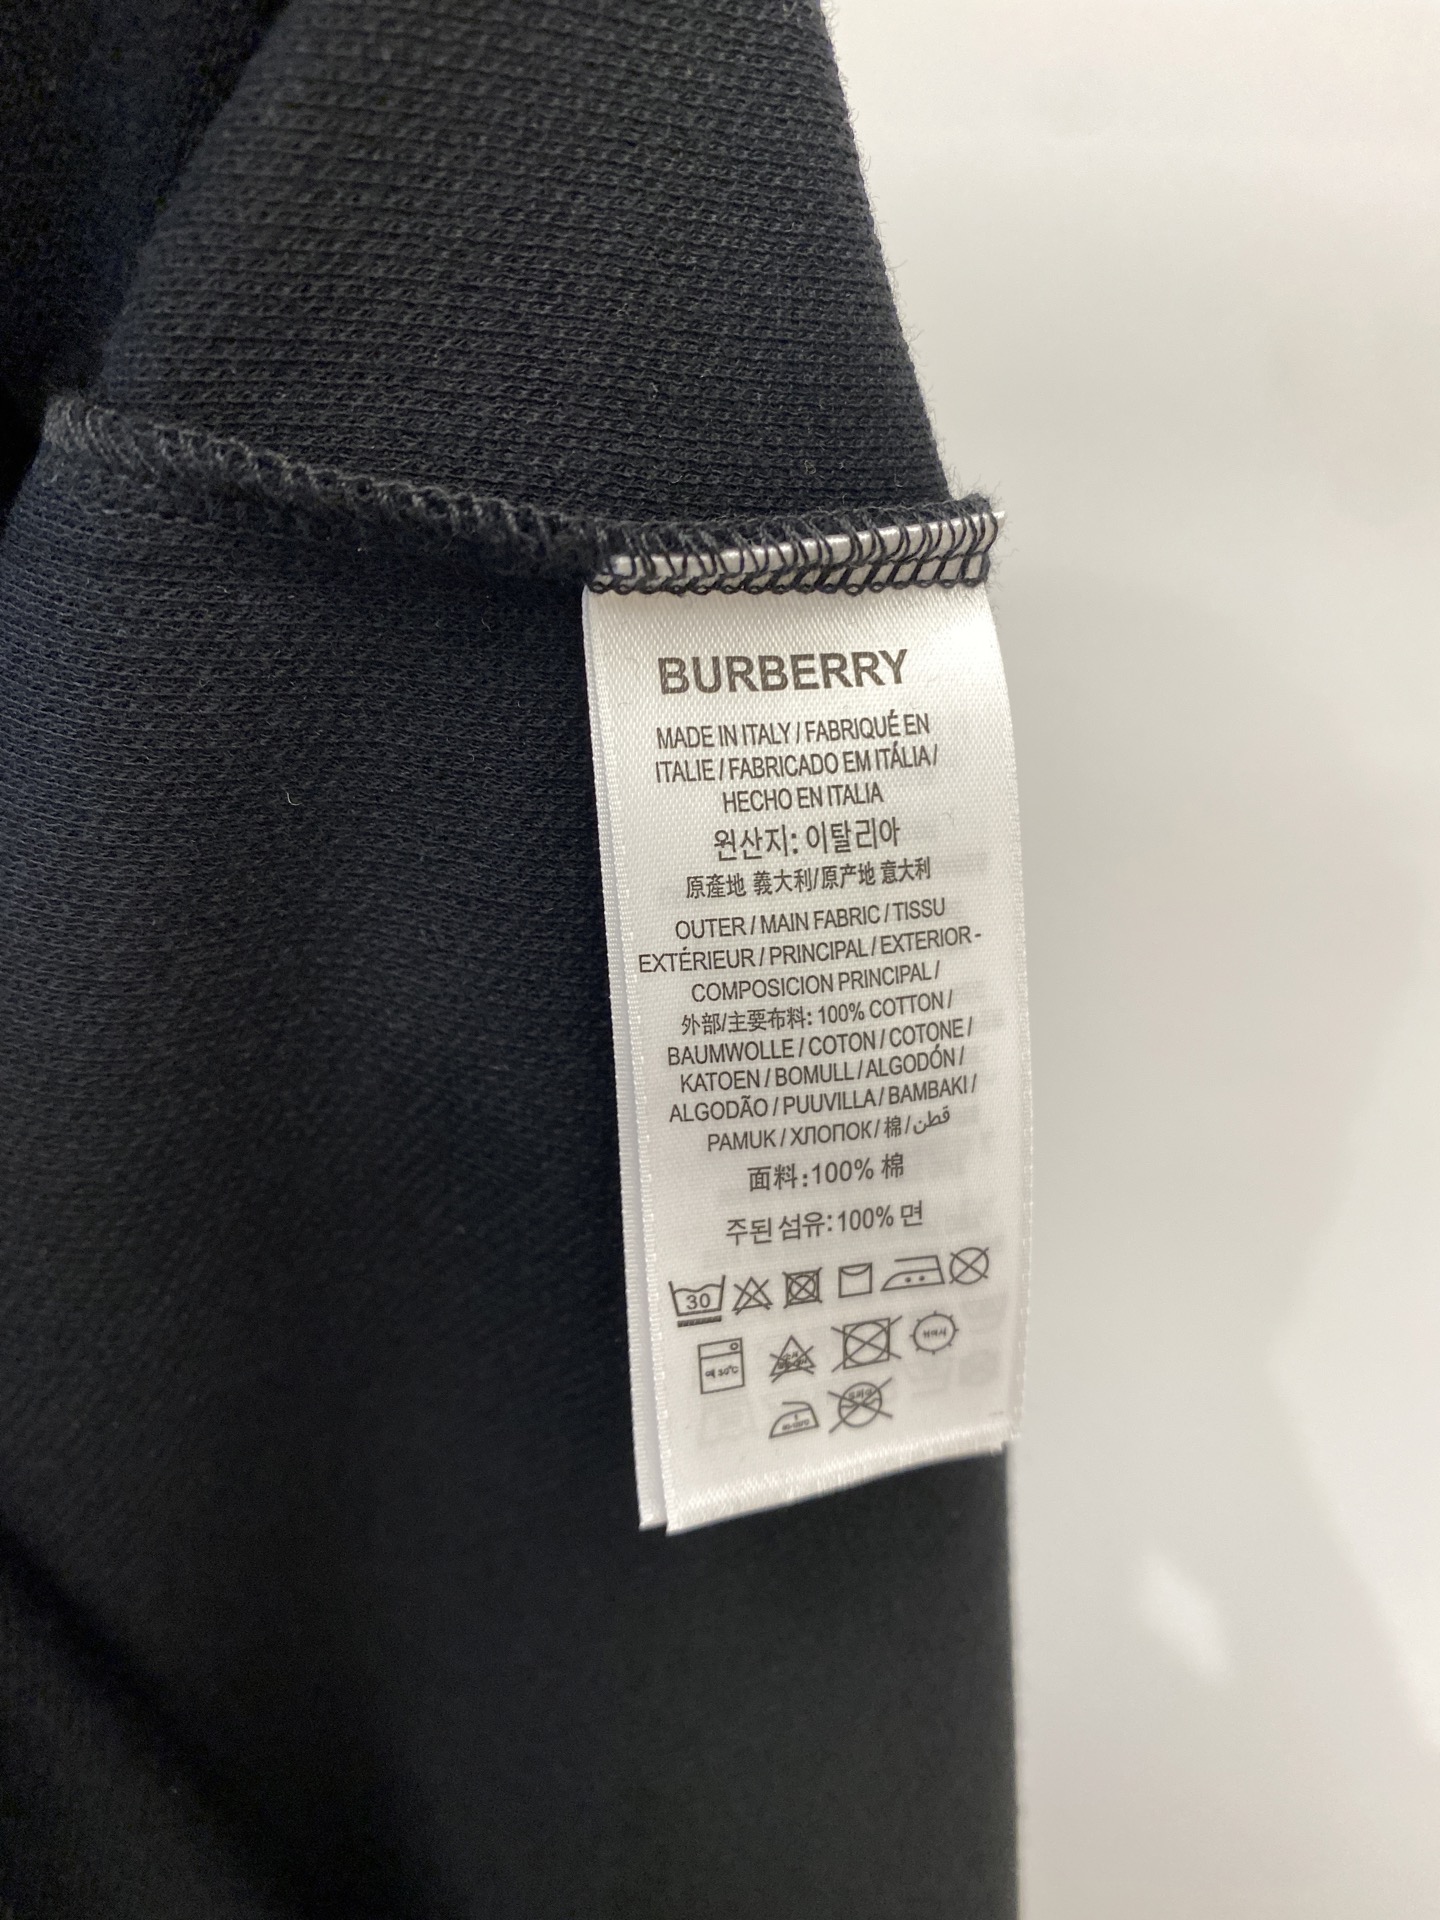 BURBERRY
MADE IN ITALY / FABRIQUÉ EN
ITALIE / FABRICADO EM ITÁLIA /
HECHO EN ITALIA
원산지: 이탈리아
原產地 義大利/原产地 意大利
OUTER / MAIN FABRIC / TISSU
EXTÉRIEUR / PRINCIPAL / EXTERIOR -
COMPOSICION PRINCIPAL /
外部/主要布料: 100% COTTON /
BAUMWOLLE / COTON / COTONE /
KATOEN / BOMULL / ALGODÓN /
ALGODÃO / PUUVILLA / BAMBAKI /
PAMUK / ХЛОПОК / 棉 / قطن
面料:100% 棉
주된 섬유:100% 면
30